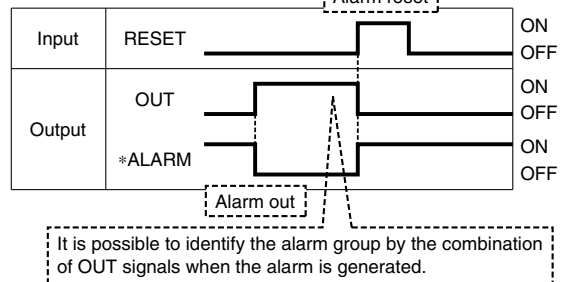 Alarm reset
Input RESET ON
OFF
Output OUT ON
OFF
*ALARM ON
OFF
Alarm out
It is possible to identify the alarm group by the combination
of OUT signals when the alarm is generated.